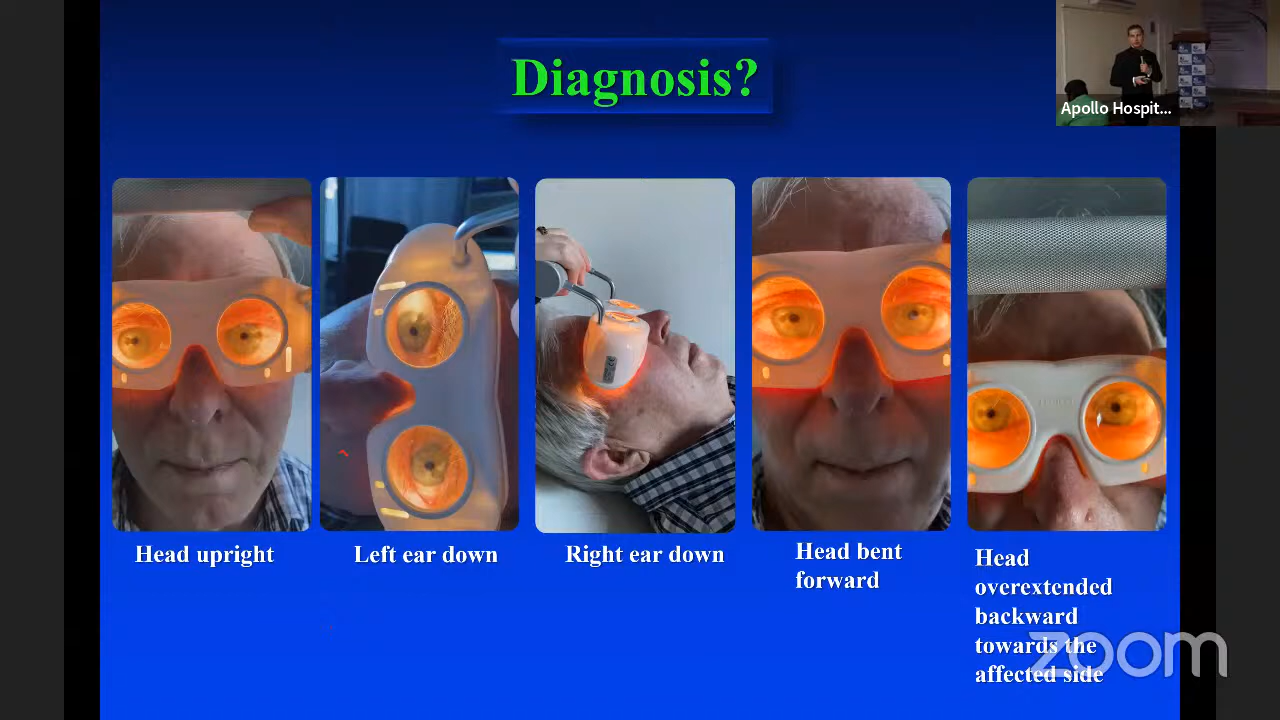 Diagnosis?
Apollo Hospit...
Head upright
Left ear down
Right ear down
Head bent
forward
Head
overextended
backward
towards the
affected side
zoom